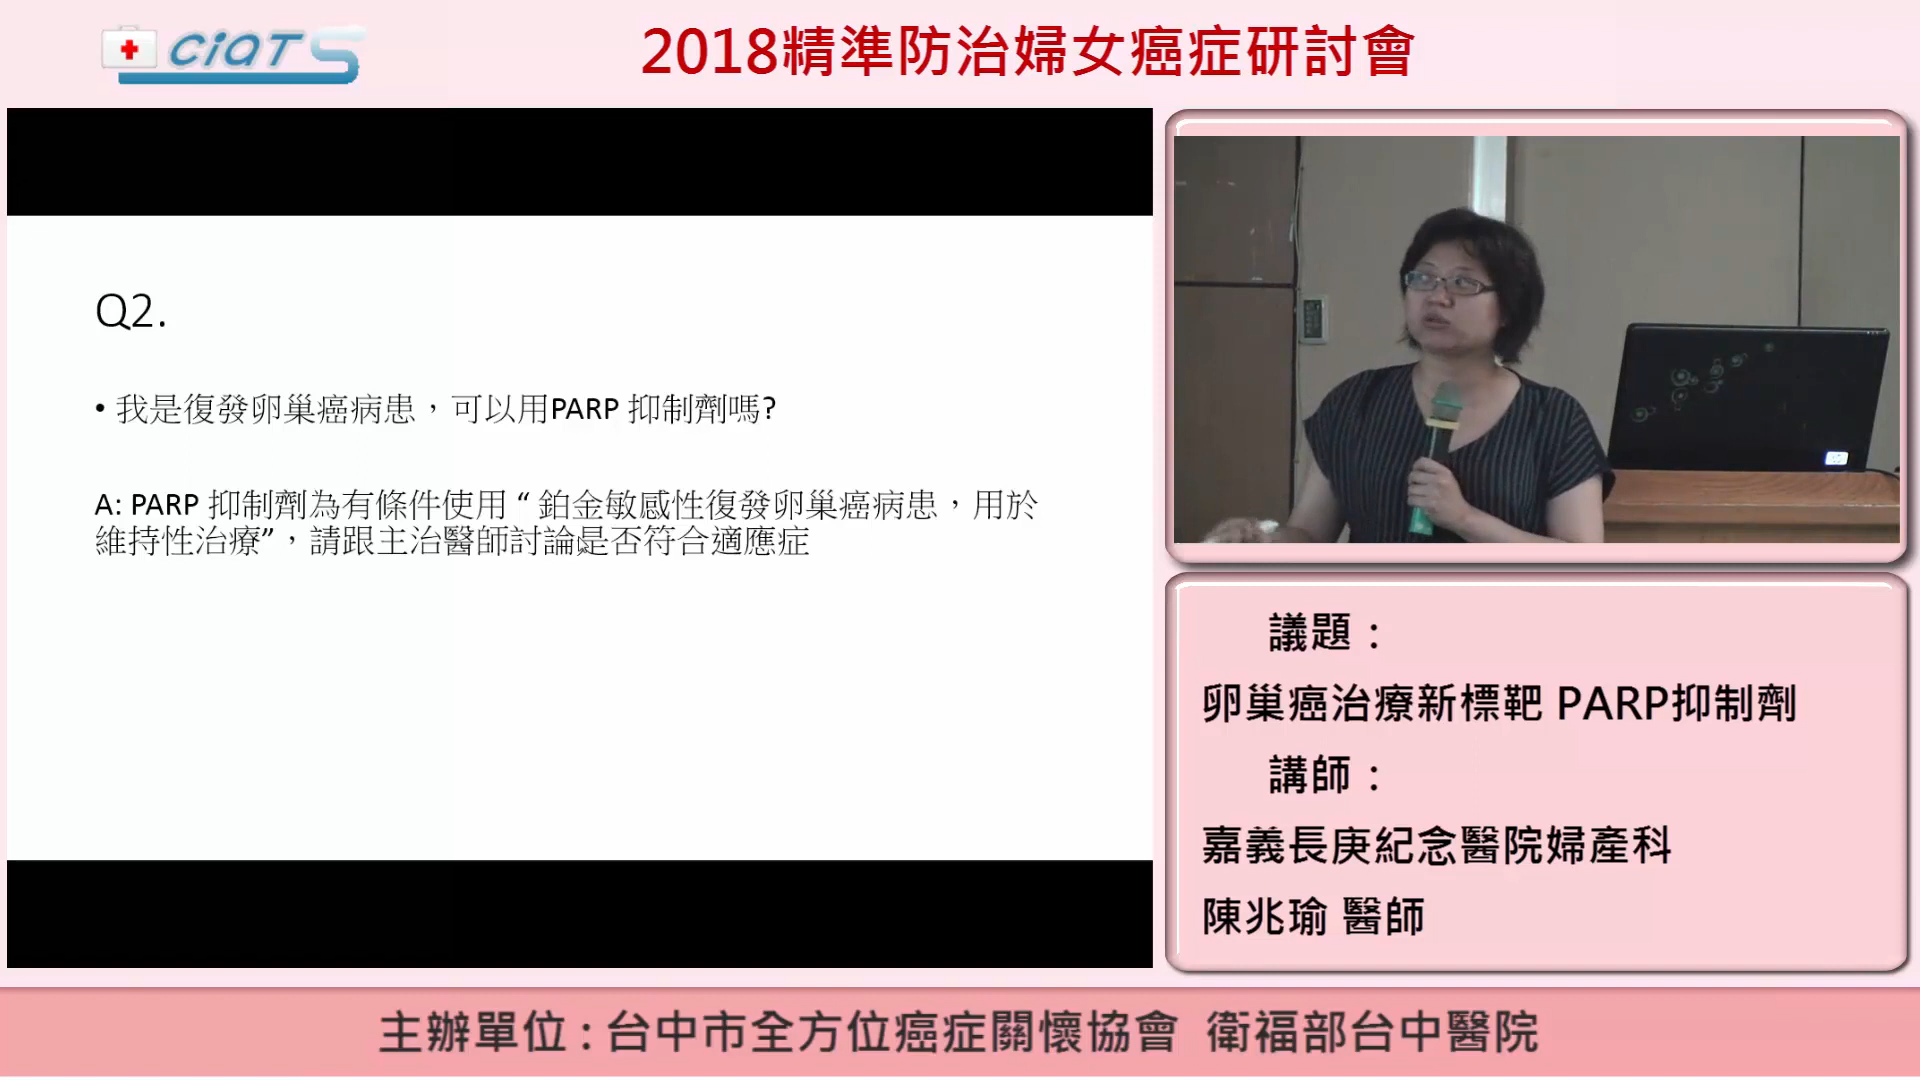 CiQTS
2018精準防治婦女癌症研討會
Q2.
• 我是復發卵巢癌病患，可以用PARP 抑制劑嗎?
A: PARP 抑制劑為有條件使用 “ 鉑金敏感性復發卵巢癌病患，用於
維持性治療”，請跟主治醫師討論是否符合適應症
議題：
卵巢癌治療新標靶 PARP抑制劑
講師：
嘉義長庚紀念醫院婦產科
陳兆瑜 醫師
主辦單位 : 台中市全方位癌症關懷協會 衛福部台中醫院